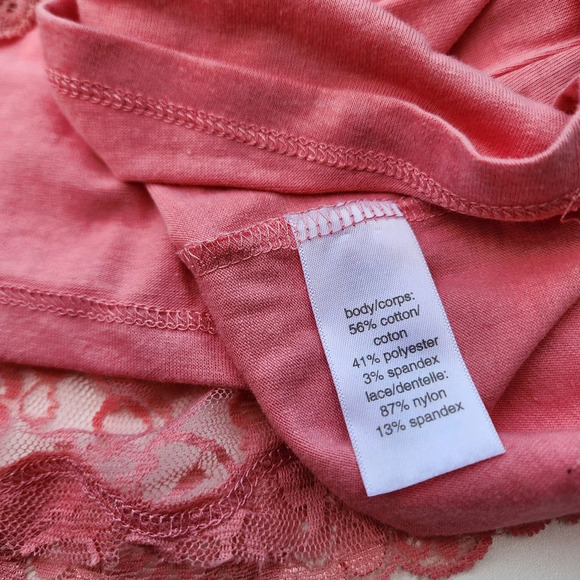 body/corps:
56% cotton/
coton
41% polyester
3% spandex
lace/dentelle:
87% nylon
13% spandex